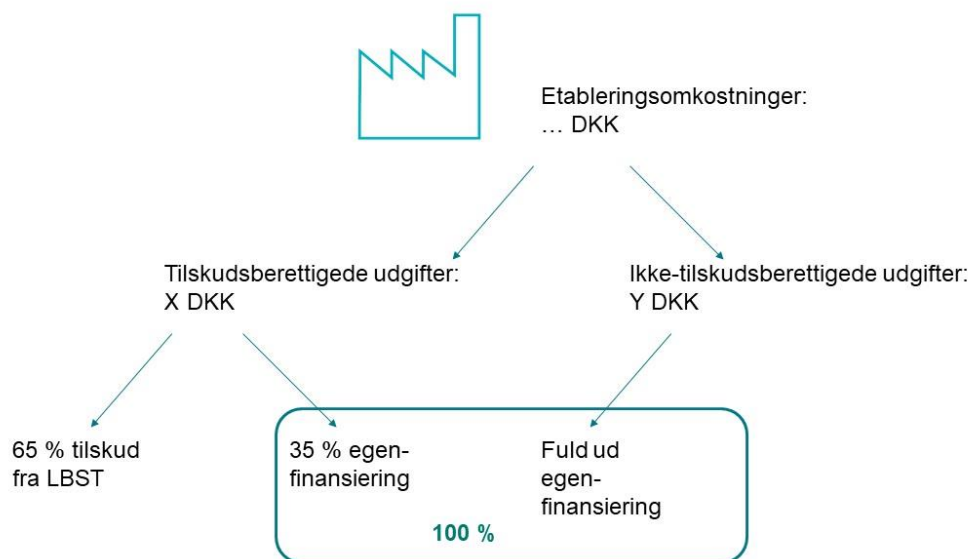 Etableringsomkostninger:
… DKK
Tilskudsberettigede udgifter:
X DKK
Ikke-tilskudsberettigede udgifter:
Y DKK
65 % tilskud
fra LBST
35 % egen-
finansiering
Fuld ud
egen-
finansiering
100 %